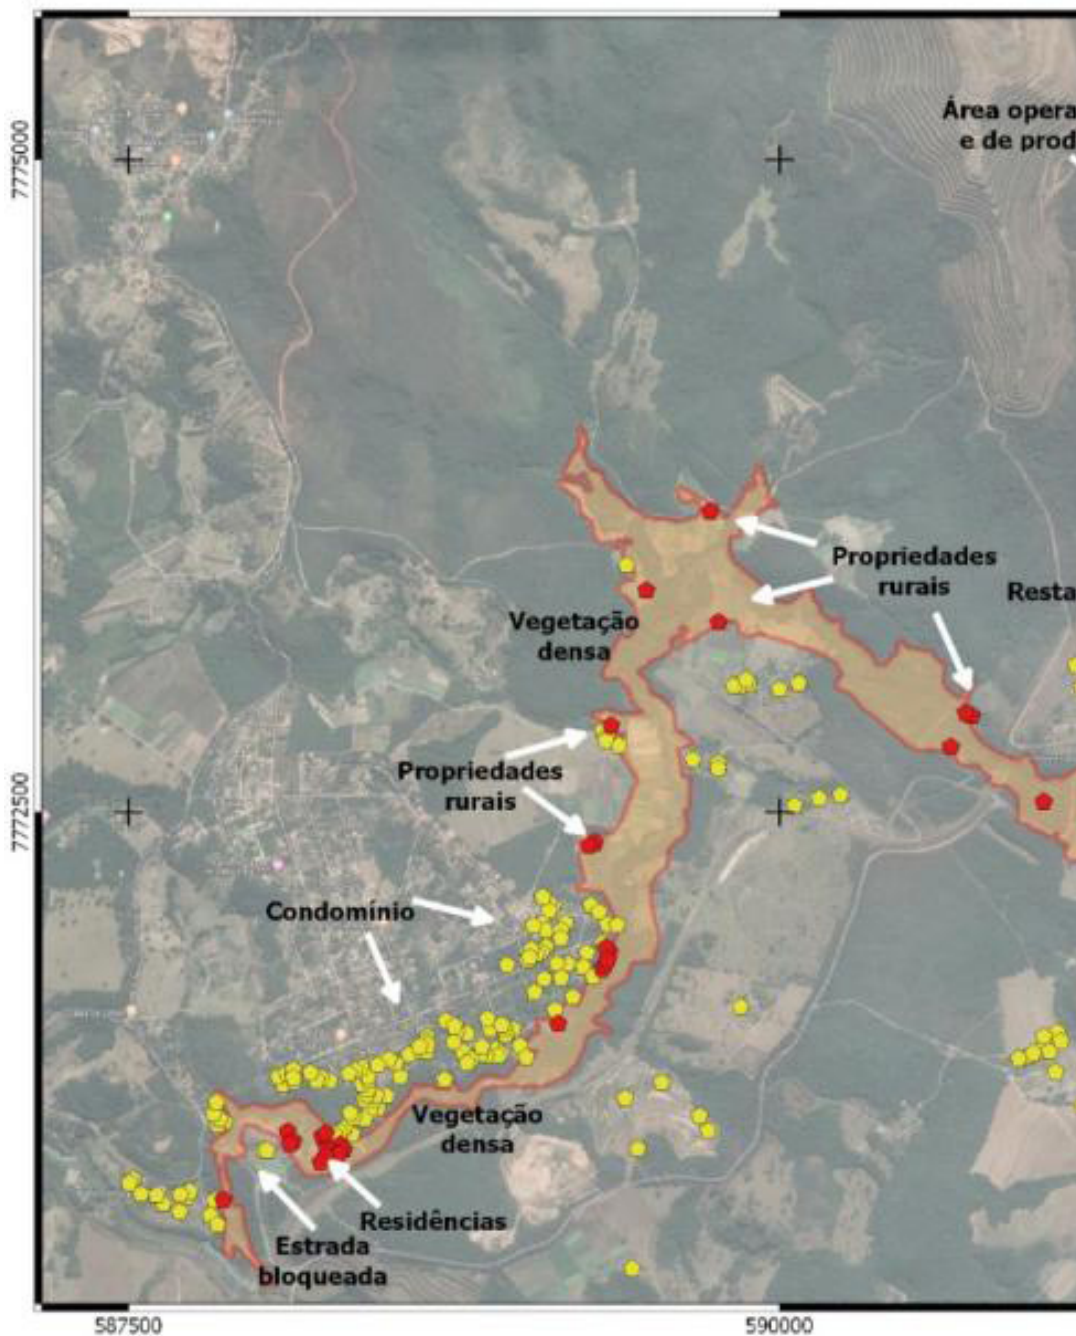 Área opera
e de prod
7775000
Propriedades
rurais
Resta
Vegetação
densa
Propriedades
rurais
7772500
Condomínio
Vegetação
densa
Residências
Estrada
bloqueada
587500
590000